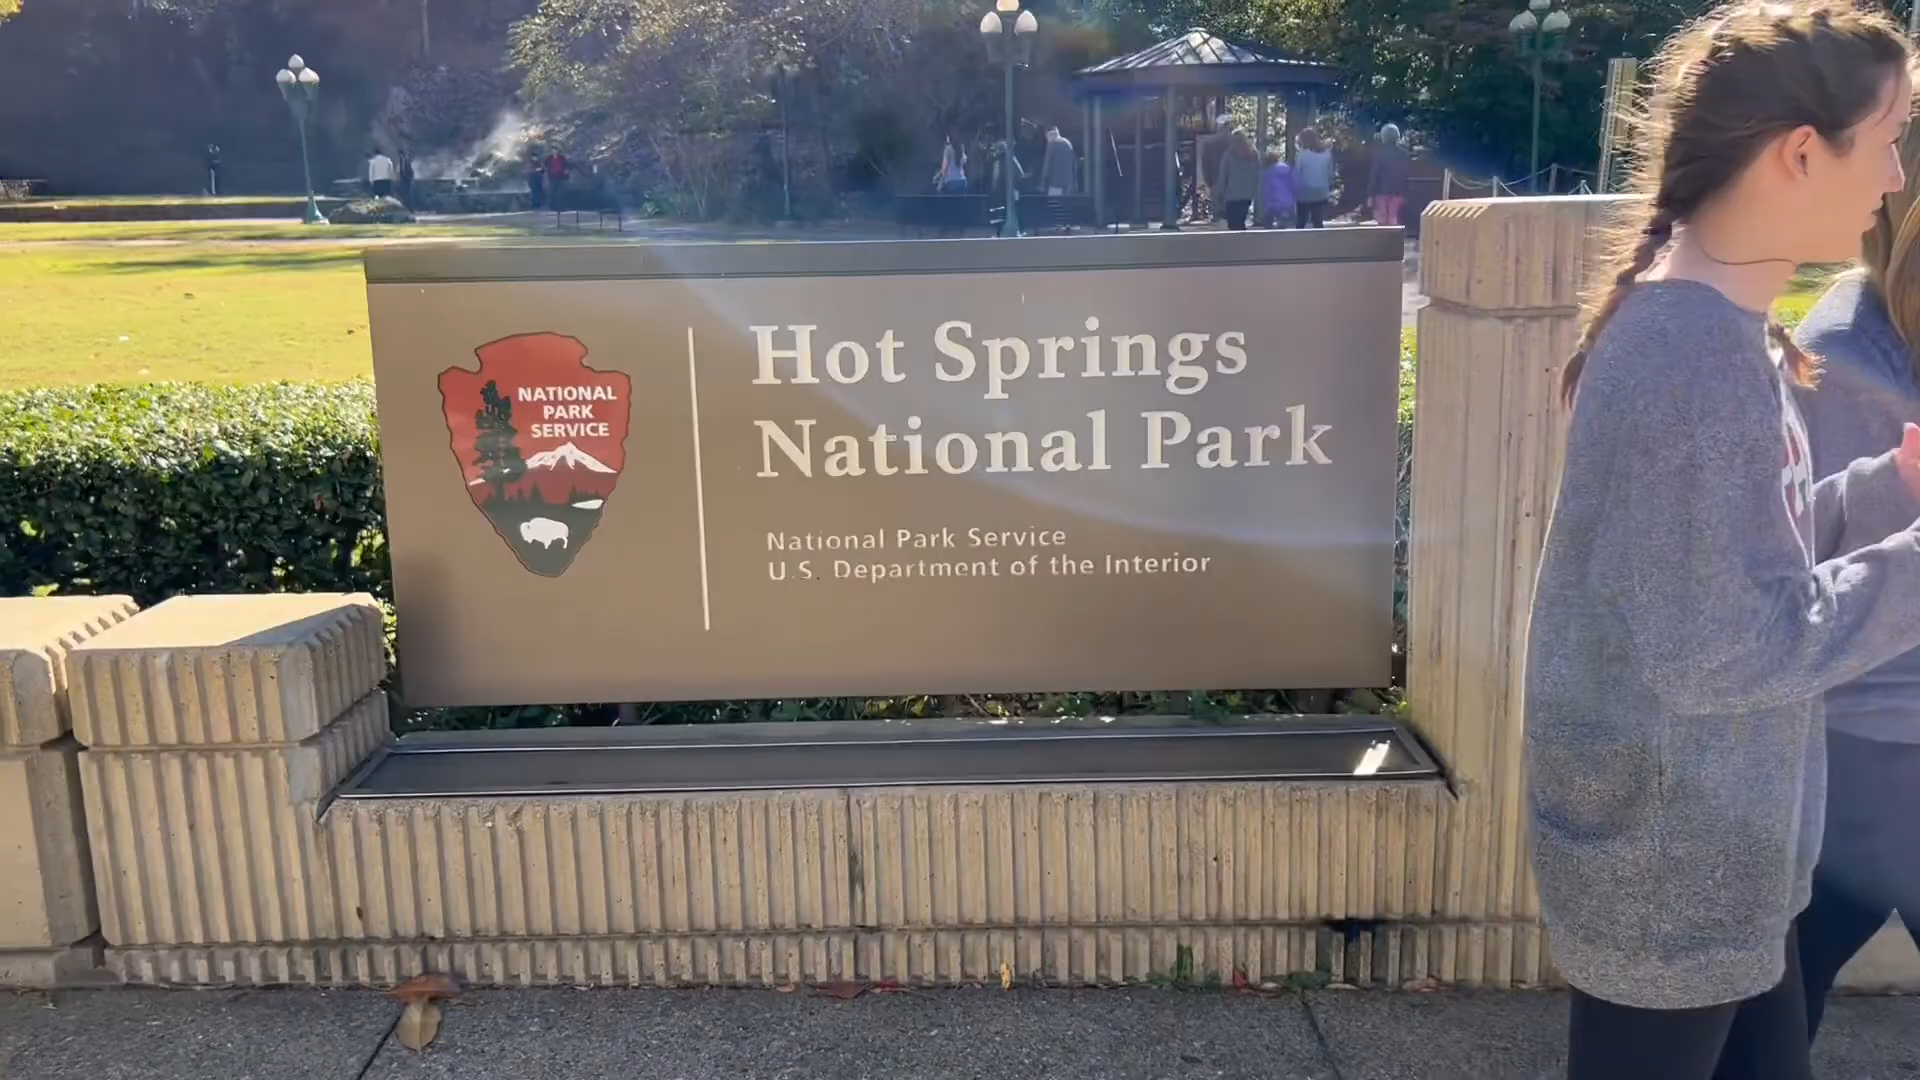 NATIONAL
PARK
SERVICE
Hot Springs
National Park
National Park Service
U.S. Department of the Interior